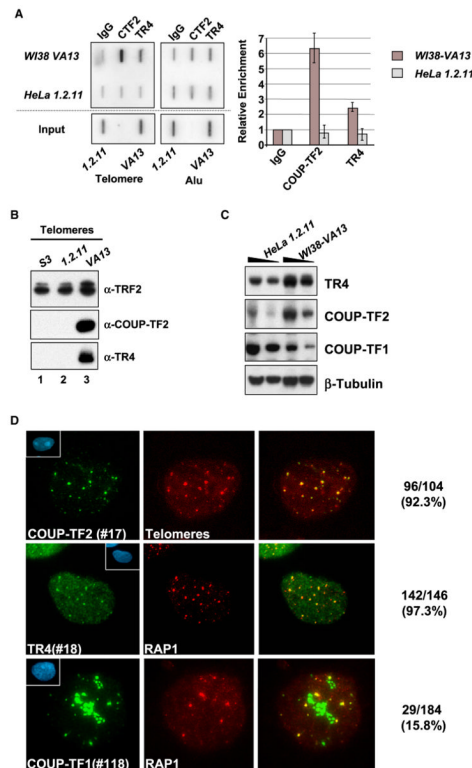 A
IgG CTF2 TR4 IgG CTF2 TR4
WI38 VA13
HeLa 1.2.11
Input
1.2.11 VA13 1.2.11 VA13
Telomere Alu
Relative Enrichment
7
6
5
4
3
2
1
0
IgG COUP-TF2 TR4
WI38-VA13
HeLa 1.2.11
B
Telomeres
S3 1.2.11 VA13
α-TRF2
α-COUP-TF2
α-TR4
1 2 3
C
HeLa 1.2.11 WI38-VA13
TR4
COUP-TF2
COUP-TF1
β-Tubulin
D
COUP-TF2 (#17) Telomeres
96/104
(92.3%)
TR4(#18) RAP1
142/146
(97.3%)
COUP-TF1(#118) RAP1
29/184
(15.8%)